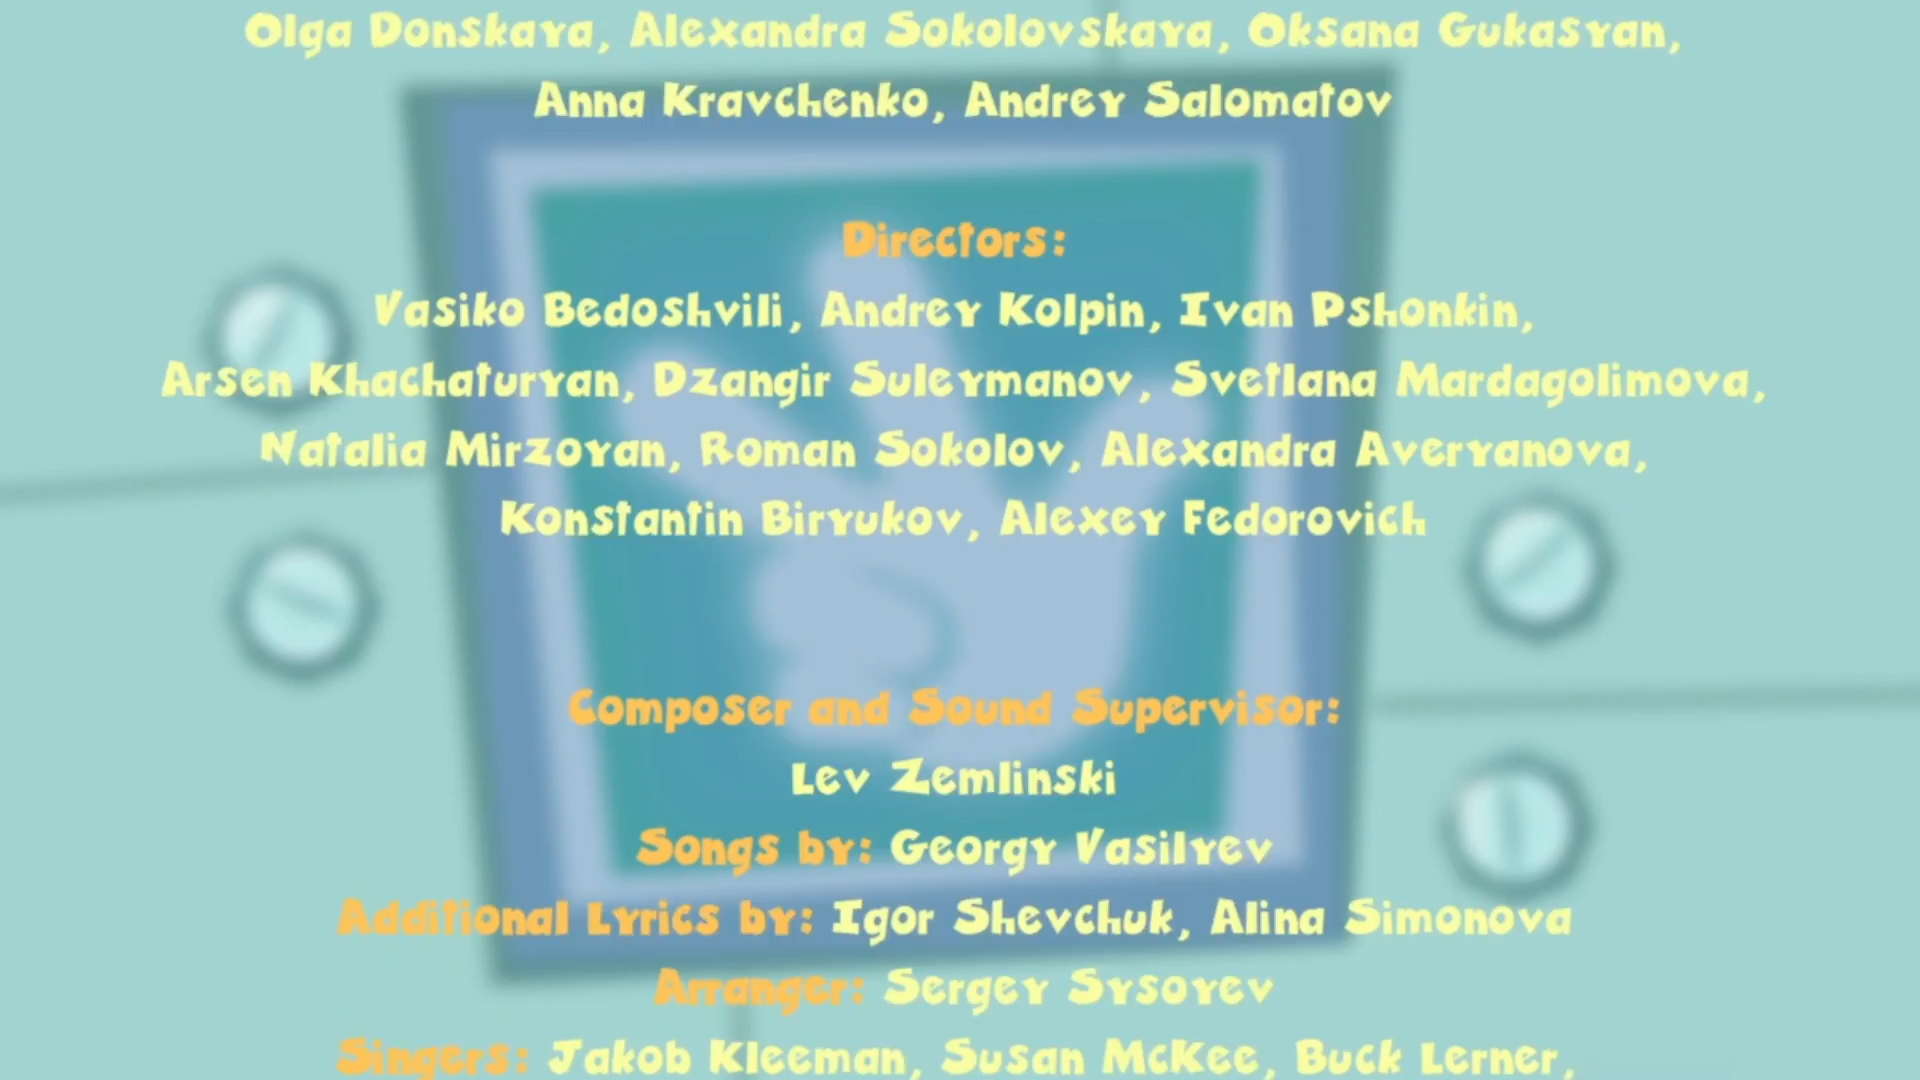 Olga Donskaya, Alexandra Sokolovskaya, Oksana Gukasyan,
Anna Kravchenko, Andrey Salomatov
Directors:
Vasiko Bedoshvili, Andrey Kolpin, Ivan Pshonkin,
Arsen Khachaturyan, Dzangir Suleymanov, Svetlana Mardagolimova,
Natalia Mirzoyan, Roman Sokolov, Alexandra Averyanova,
Konstantin Biryukov, Alexey Fedorovich
Composer and Sound Supervisor:
Lev Zemlinski
Songs by: Georgy Vasilyev
Additional Lyrics by: Igor Shevchuk, Alina Simonova
Arranger: Sergey Sysoyev
Singers: Jakob Kleeman, Susan McKee, Buck Lerner,